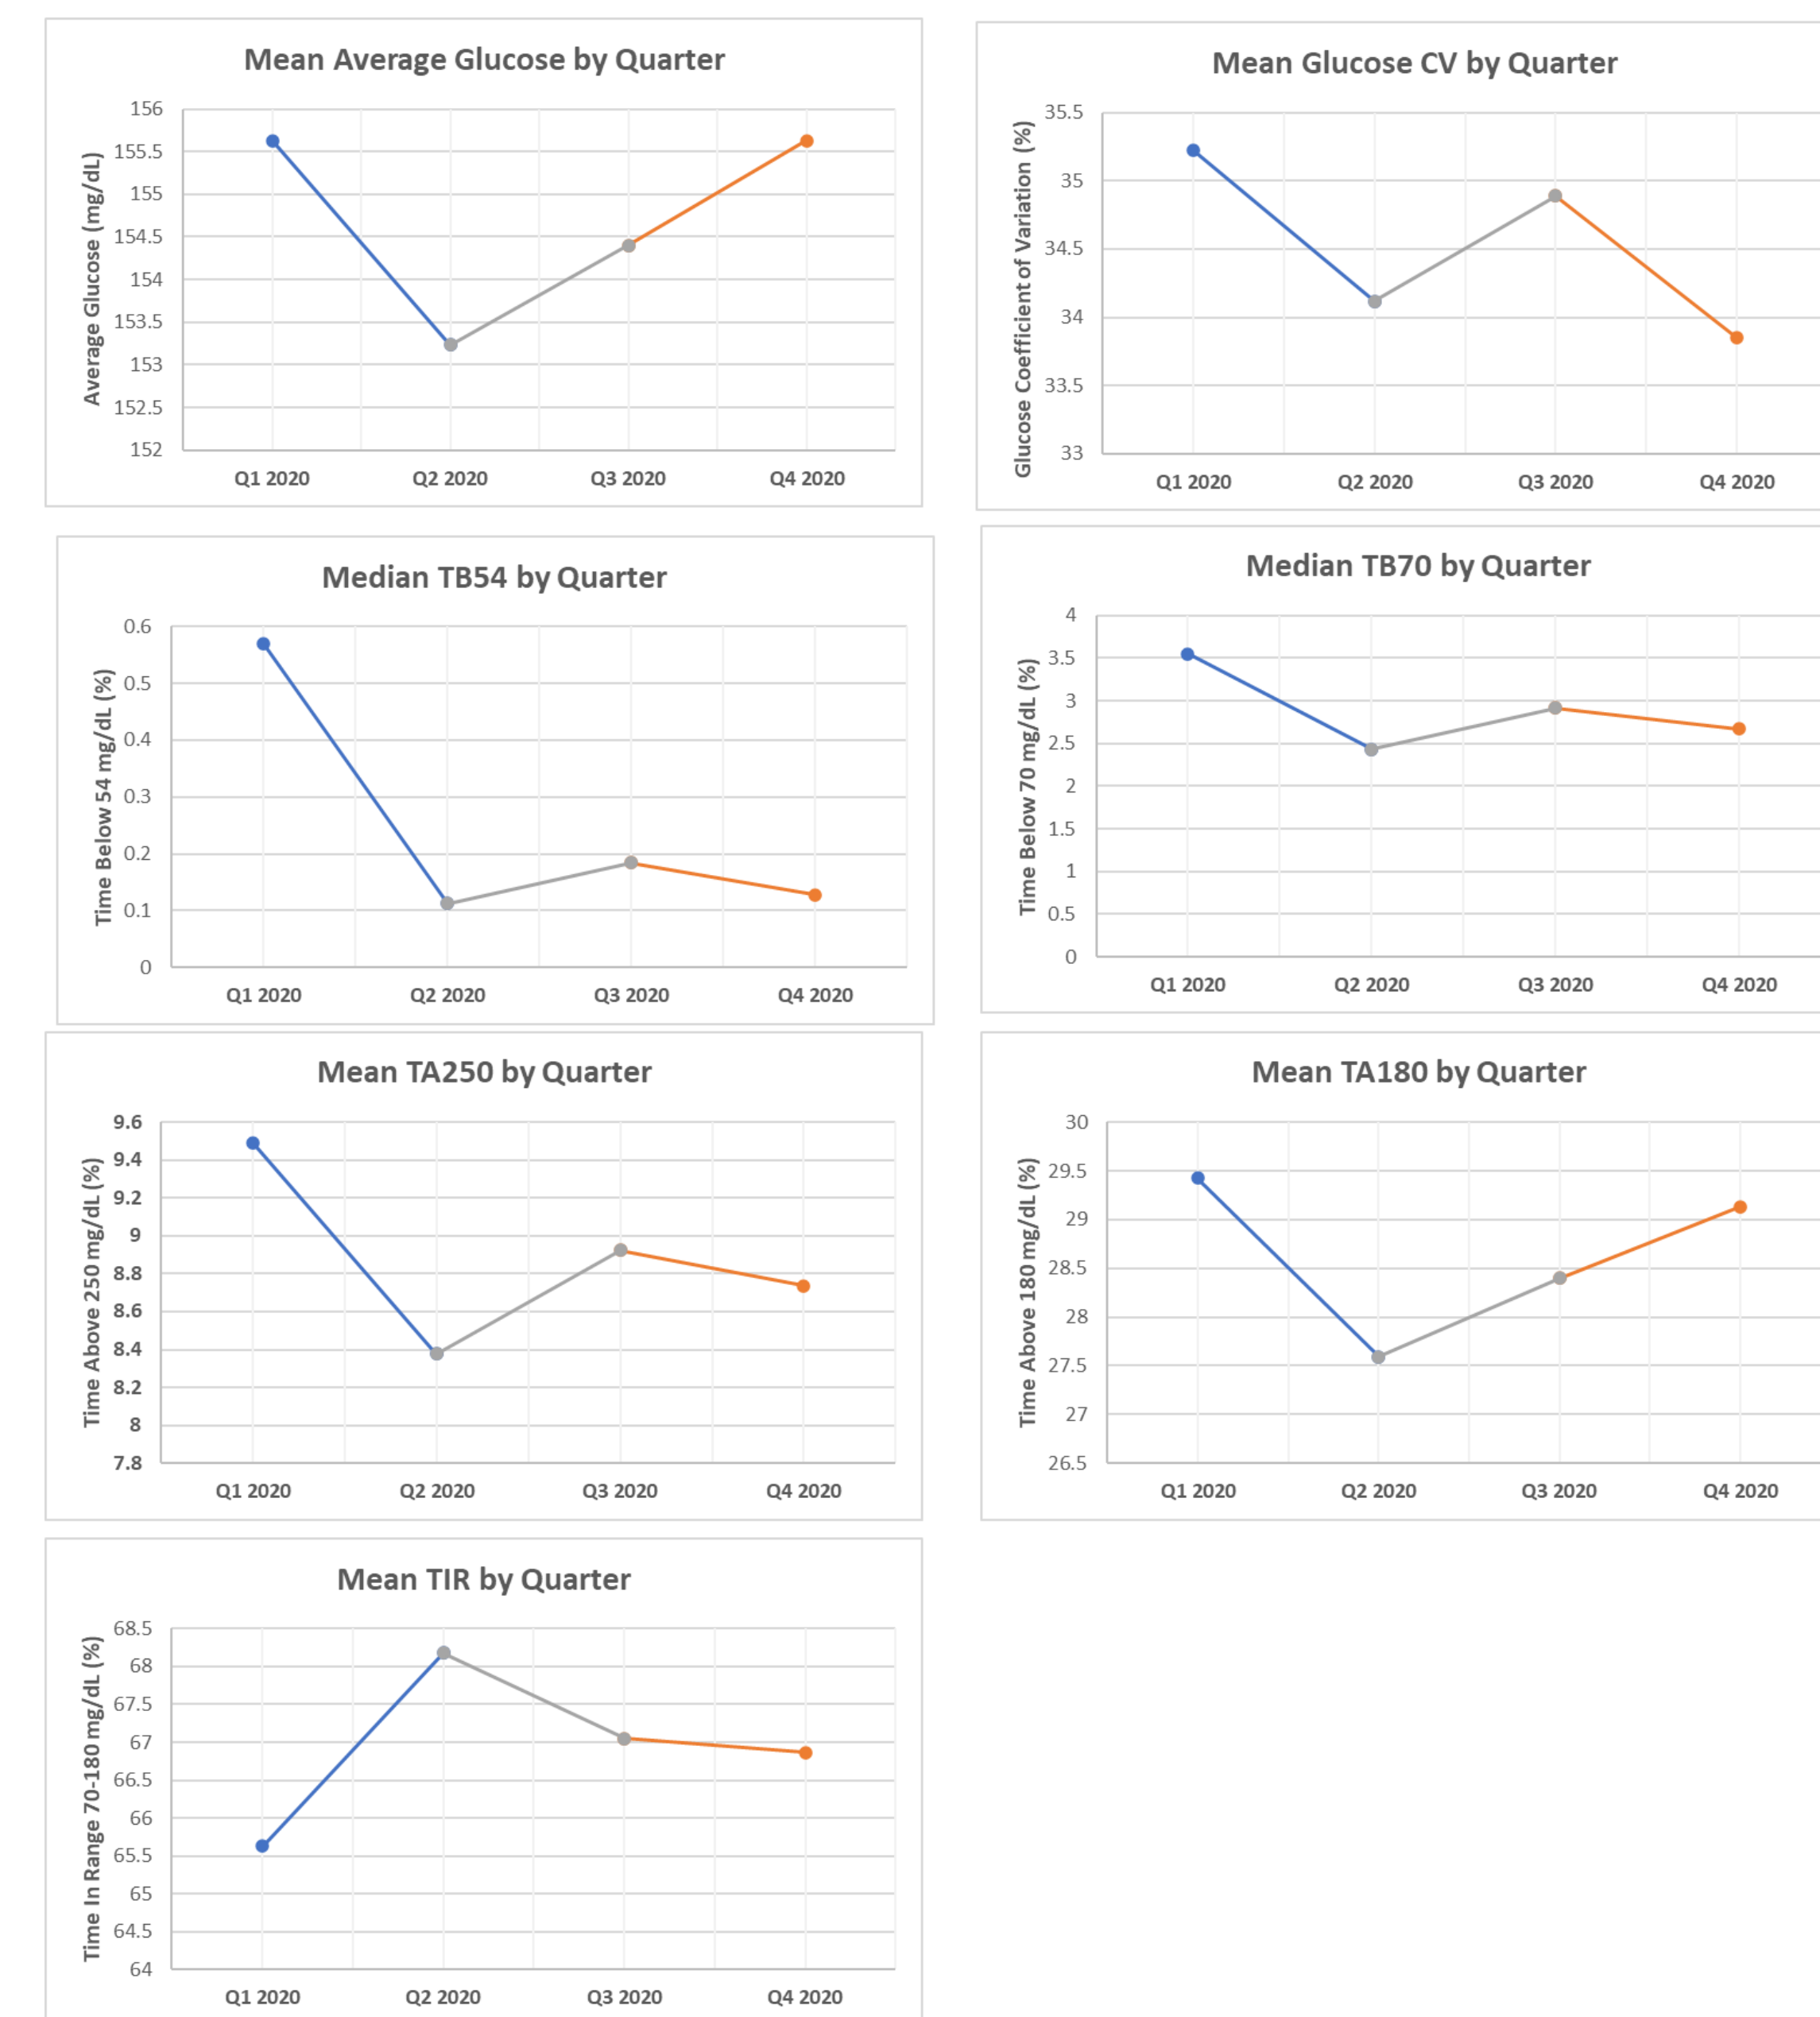 Mean Average Glucose by Quarter
Average Glucose (mg/dL)
156
155.5
155
154.5
154
153.5
153
152.5
152
Q1 2020 Q2 2020 Q3 2020 Q4 2020
Mean Glucose CV by Quarter
Glucose Coefficient of Variation (%)
35.5
35
34.5
34
33.5
33
Q1 2020 Q2 2020 Q3 2020 Q4 2020
Median TB54 by Quarter
Time Below 54 mg/dL (%)
0.6
0.5
0.4
0.3
0.2
0.1
0
Q1 2020 Q2 2020 Q3 2020 Q4 2020
Median TB70 by Quarter
Time Below 70 mg/dL (%)
4
3.5
3
2.5
2
1.5
1
0.5
0
Q1 2020 Q2 2020 Q3 2020 Q4 2020
Mean TA250 by Quarter
Time Above 250 mg/dL (%)
9.6
9.4
9.2
9
8.8
8.6
8.4
8.2
8
7.8
Q1 2020 Q2 2020 Q3 2020 Q4 2020
Mean TA180 by Quarter
Time Above 180 mg/dL (%)
30
29.5
29
28.5
28
27.5
27
26.5
Q1 2020 Q2 2020 Q3 2020 Q4 2020
Mean TIR by Quarter
Time In Range 70-180 mg/dL (%)
68.5
68
67.5
67
66.5
66
65.5
65
64.5
64
Q1 2020 Q2 2020 Q3 2020 Q4 2020